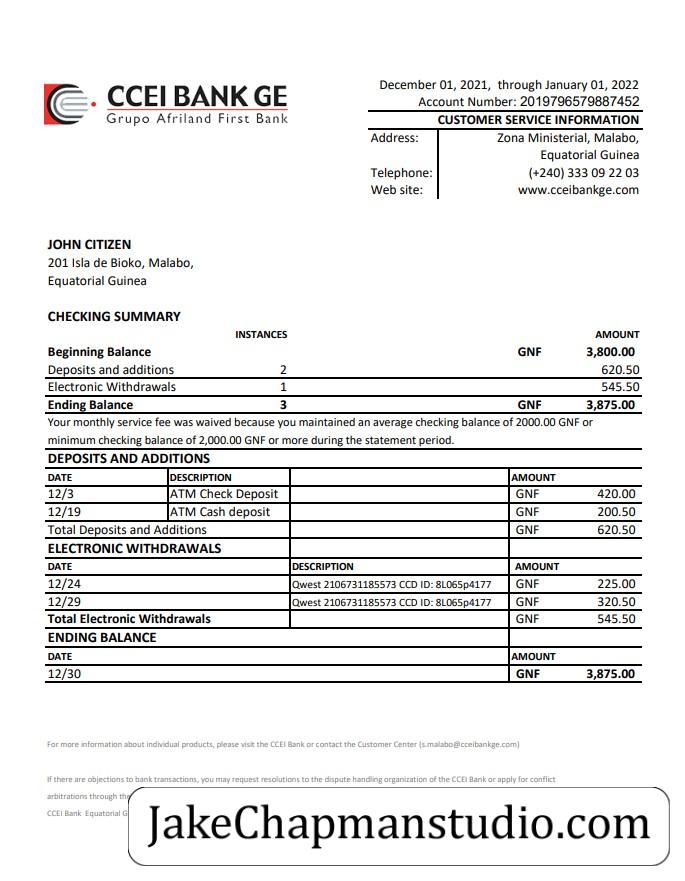 CCEI BANK GE
Grupo Afriland First Bank
December 01, 2021, through January 01, 2022
Account Number: 2019796579887452
CUSTOMER SERVICE INFORMATION
Address: Zona Ministerial, Malabo,
Equatorial Guinea
Telephone: (+240) 333 09 22 03
Web site: www.cceibankge.com
JOHN CITIZEN
201 Isla de Bioko, Malabo,
Equatorial Guinea
CHECKING SUMMARY
INSTANCES AMOUNT
Beginning Balance GNF 3,800.00
Deposits and additions 2 620.50
Electronic Withdrawals 1 545.50
Ending Balance 3 GNF 3,875.00
Your monthly service fee was waived because you maintained an average checking balance of 2000.00 GNF or
minimum checking balance of 2,000.00 GNF or more during the statement period.
DEPOSITS AND ADDITIONS
DATE DESCRIPTION AMOUNT
12/3 ATM Check Deposit GNF 420.00
12/19 ATM Cash deposit GNF 200.50
Total Deposits and Additions GNF 620.50
ELECTRONIC WITHDRAWALS
DATE DESCRIPTION AMOUNT
12/24 Qwest 2106731185573 CCD ID: 8L065p4177 GNF 225.00
12/29 Qwest 2106731185573 CCD ID: 8L065p4177 GNF 320.50
Total Electronic Withdrawals GNF 545.50
ENDING BALANCE
DATE AMOUNT
12/30 GNF 3,875.00
For more information about individual products, please visit the CCEI Bank or contact the Customer Center (s.malabo@cceibankge.com)
If there are objections to bank transactions, you may request resolutions to the dispute handling organization of the CCEI Bank or apply for conflict
arbitrations through the
CCEI Bank Equatorial G
JakeChapmanstudio.com